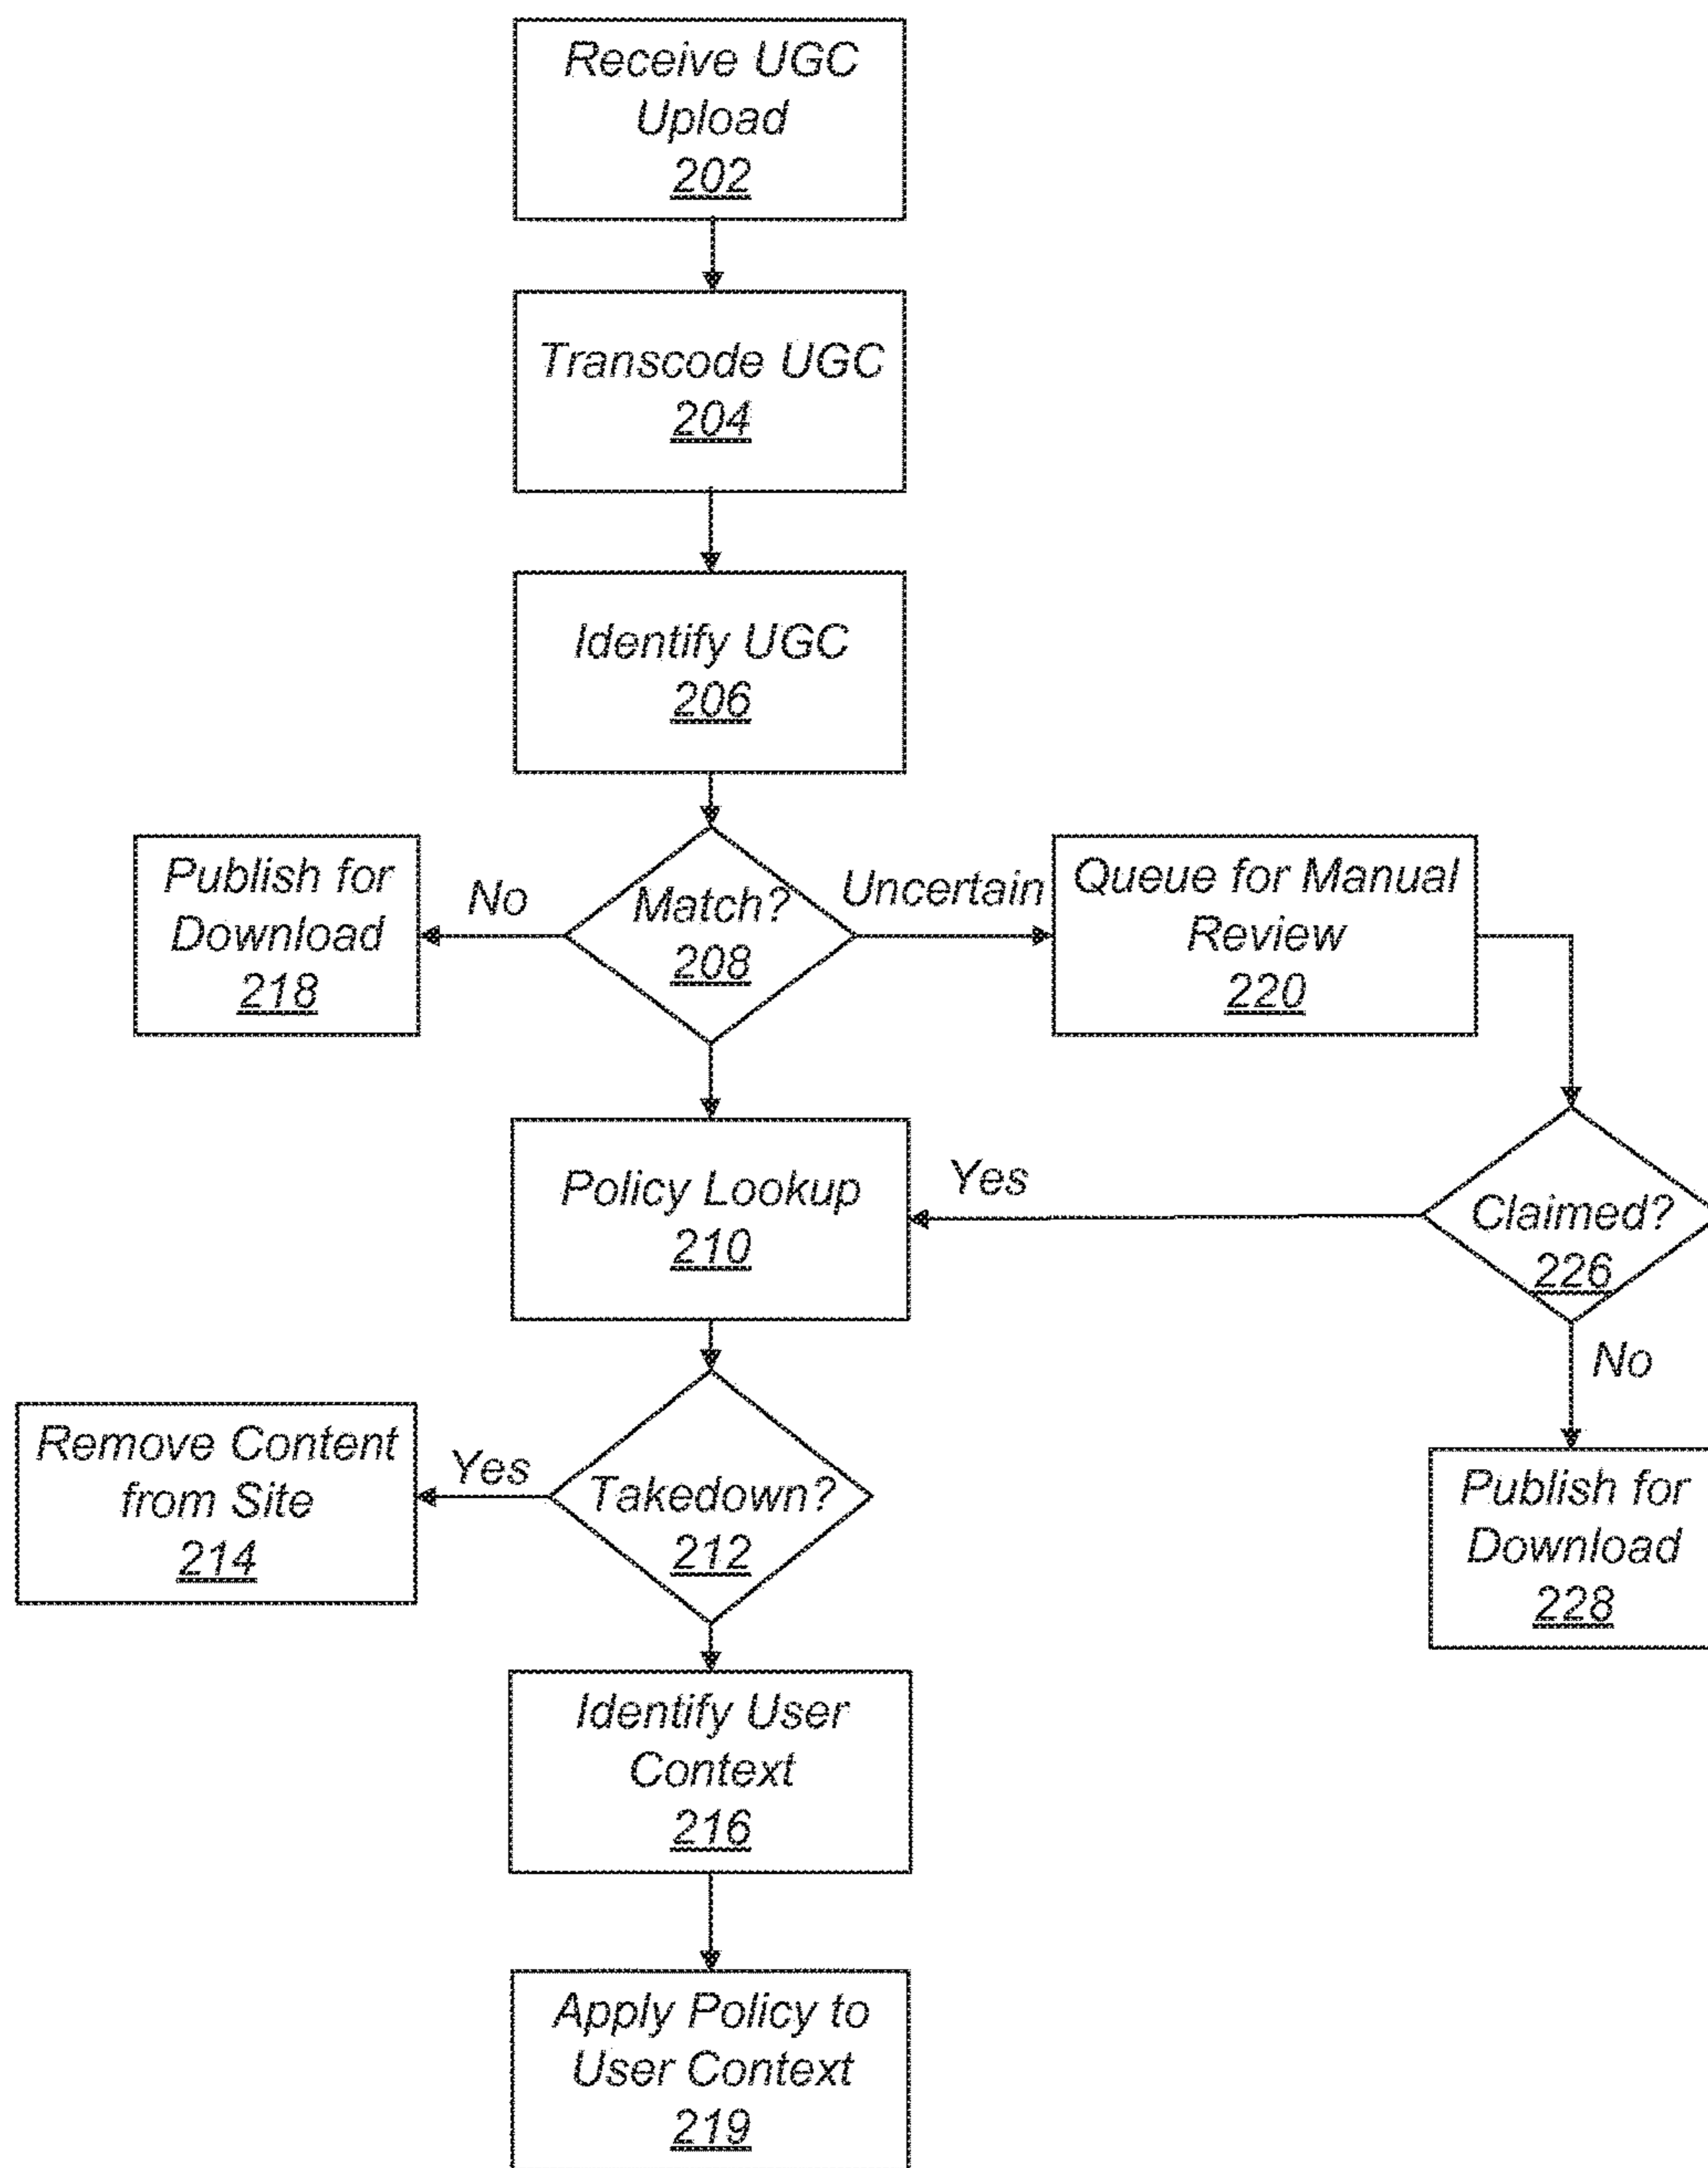 Receive UGC
Upload
202
Transcode UGC
204
Identify UGC
206
Publish for
Download
218
No
Match?
208
Uncertain
Queue for Manual
Review
220
Policy Lookup
210
Yes
Claimed?
226
No
Remove Content
from Site
214
Yes
Takedown?
212
Publish for
Download
228
Identify User
Context
216
Apply Policy to
User Context
219